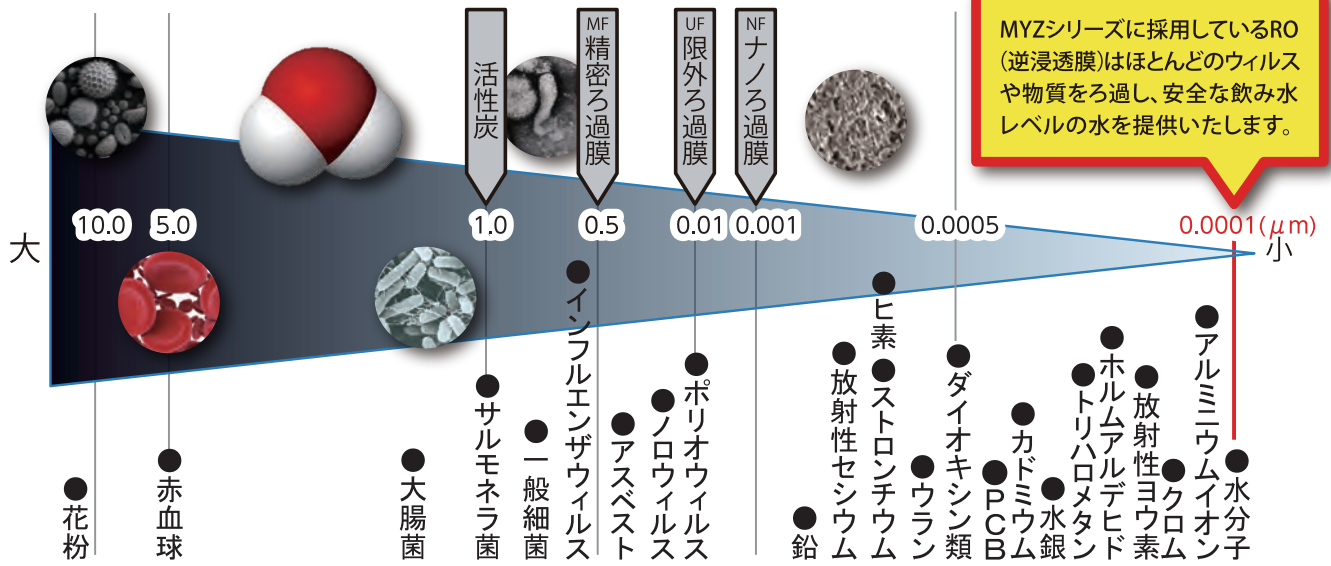 MYZシリーズに採用しているRO
(逆浸透膜)はほとんどのウィルス
や物質をろ過し、安全な飲み水
レベルの水を提供いたします。
活性炭
MF 精密ろ過膜
UF 限外ろ過膜
NF ナノろ過膜
大
10.0
5.0
1.0
0.5
0.01
0.001
0.0005
0.0001(μm)
小
●花粉
●赤血球
●大腸菌
●サルモネラ菌
●一般細菌
●インフルエンザウィルス
●アスベスト
●ノロウィルス
●ポリオウィルス
●鉛
●放射性セシウム
●ヒ素
●ストロンチウム
●ウラン
●ダイオキシン類
●PCB
●カドミウム
●水銀
●トリハロメタン
●ホルムアルデヒド
●放射性ヨウ素
●クロム
●アルミニウムイオン
●水分子